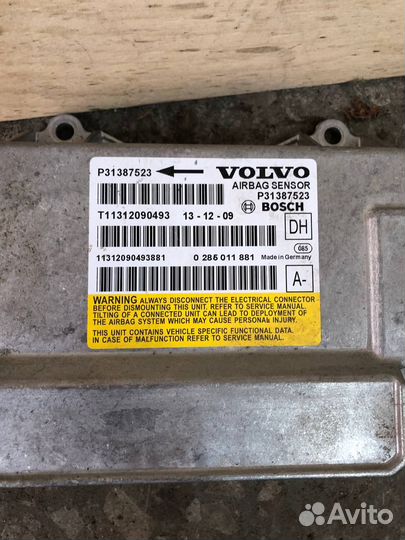 P31387523 VOLVO
AIRBAG SENSOR
P31387523
BOSCH
T11312090493 13-12-09
DH
085
11312090493881 0 285 011 881 Made in Germany
A-
WARNING ALWAYS DISCONNECT THE ELECTRICAL CONNECTOR
BEFORE DISMOUNTING THIS UNIT. REFER TO SERVICE MANUAL.
TILTING OF A CONNECTED UNIT CAN LEAD TO DEPLOYMENT OF
THE AIRBAG SYSTEM WHICH MAY CAUSE PERSONAL INJURY.
THIS UNIT CONTAINS VEHICLE SPECIFIC FUNCTIONAL DATA.
IN CASE OF MALFUNCTION REFER TO SERVICE MANUAL.
Avito